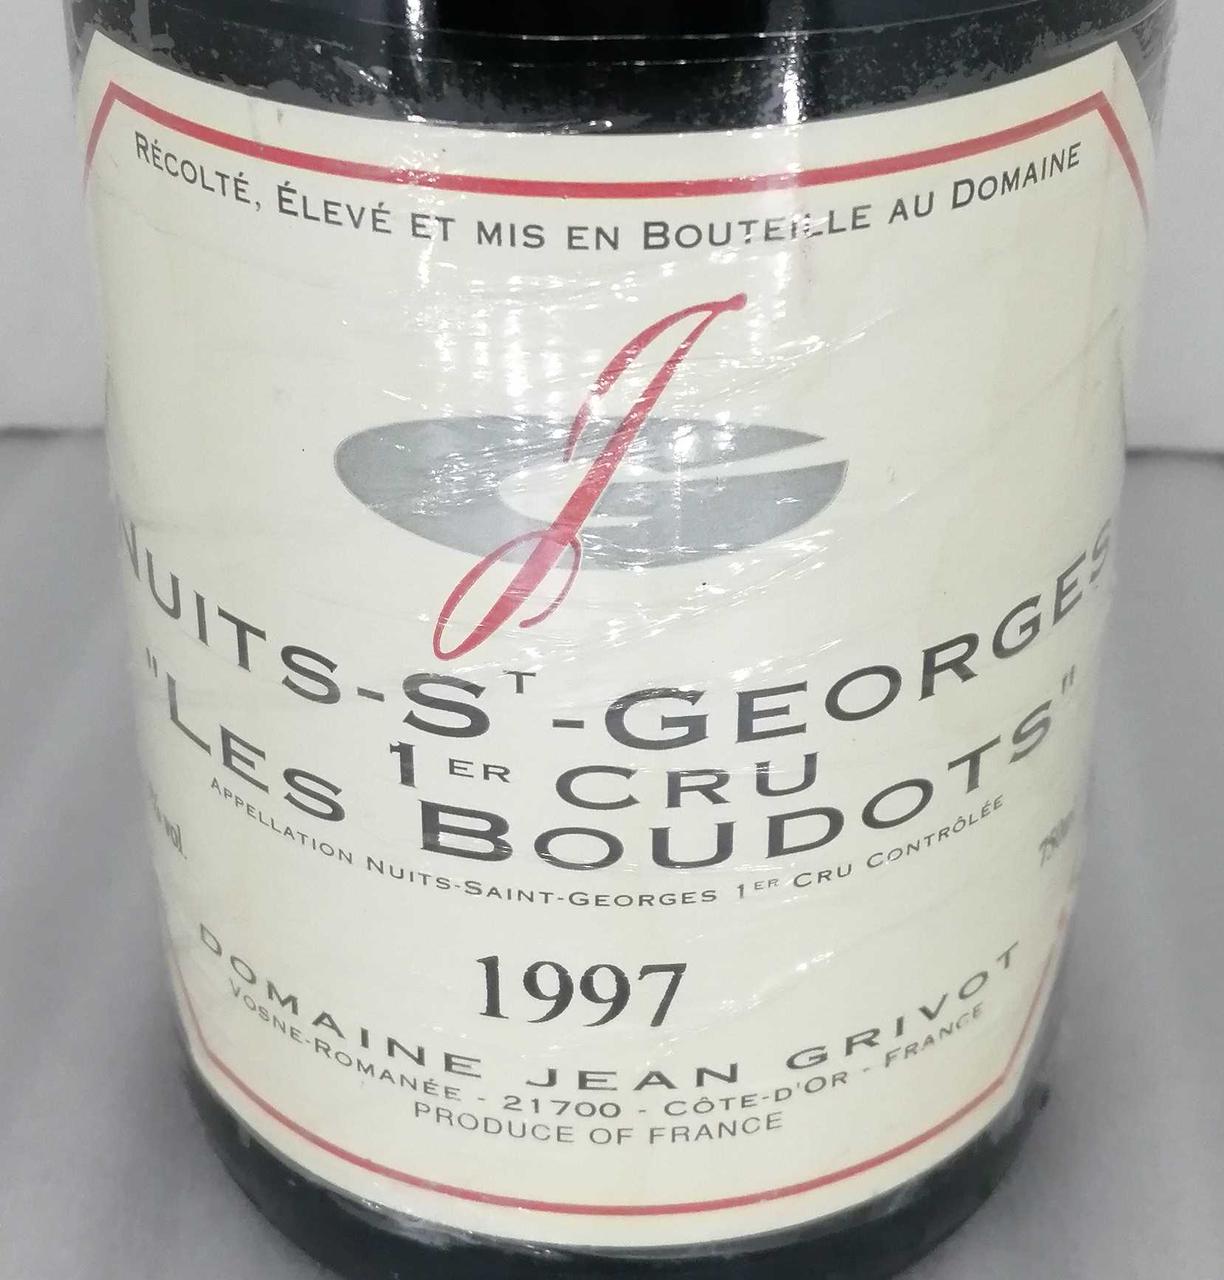 Récolté, Élevé et mis en Bouteille au Domaine
J
NUITS-ST-GEORGES
1ER CRU
"LES BOUDOTS"
Appellation Nuits-Saint-Georges 1er Cru Contrôlée
vol.
1997
DOMAINE JEAN GRIVOT
Vosne-Romanée - 21700 - Côte-d'Or - France
PRODUCE OF FRANCE